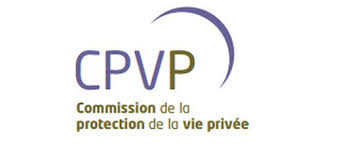 CPVP
Commission de la
protection de la vie privée